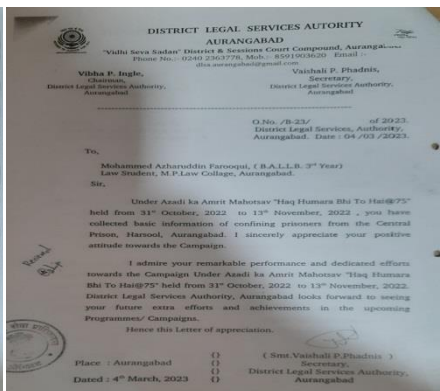 DISTRICT LEGAL SERVICES AUTORITY
AURANGABAD
"Vidhi Seva Sadan" District & Sessions Court Compound,
Phone No.:- 0240 2363778, Mob.:- 8591903620 Email :-
dlsa.aurangabad@gmail.com
Vibha P. Ingle,
Chairman,
District Legal Services Authority,
Aurangabad
Vaishali P. Phadnis,
Secretary,
District Legal Services Authority,
Aurangabad
O.No. /B-23/ of 2023.
District Legal Services, Authority,
Aurangabad. Date : 04 /03 /2023.
To,
Mohammed Azharuddin Farooqui, ( B.A.L.L.B. 3rd Year)
Law Student, M.P.Law Collage, Aurangabad.
Sir,
Under Azadi ka Amrit Mahotsav "Haq Humara Bhi To Hai@75"
held from 31st October, 2022 to 13th November, 2022 , you have
collected basic information of confining prisoners from the Central
Prison, Harsool, Aurangabad. I sincerely appreciate your positive
attitude towards the Campaign.
I admire your remarkable performance and dedicated efforts
towards the Campaign Under Azadi ka Amrit Mahotsav "Haq Humara
Bhi To Hai@75" held from 31st October, 2022 to 13th November, 2022.
District Legal Services Authority, Aurangabad looks forward to seeing
your future extra efforts and achievements in the upcoming
Programmes/ Campaigns.
Hence this Letter of appreciation.
Place : Aurangabad
Dated : 4th March, 2023
( Smt.Vaishali P.Phadnis )
Secretary,
District Legal Services Authority,
Aurangabad